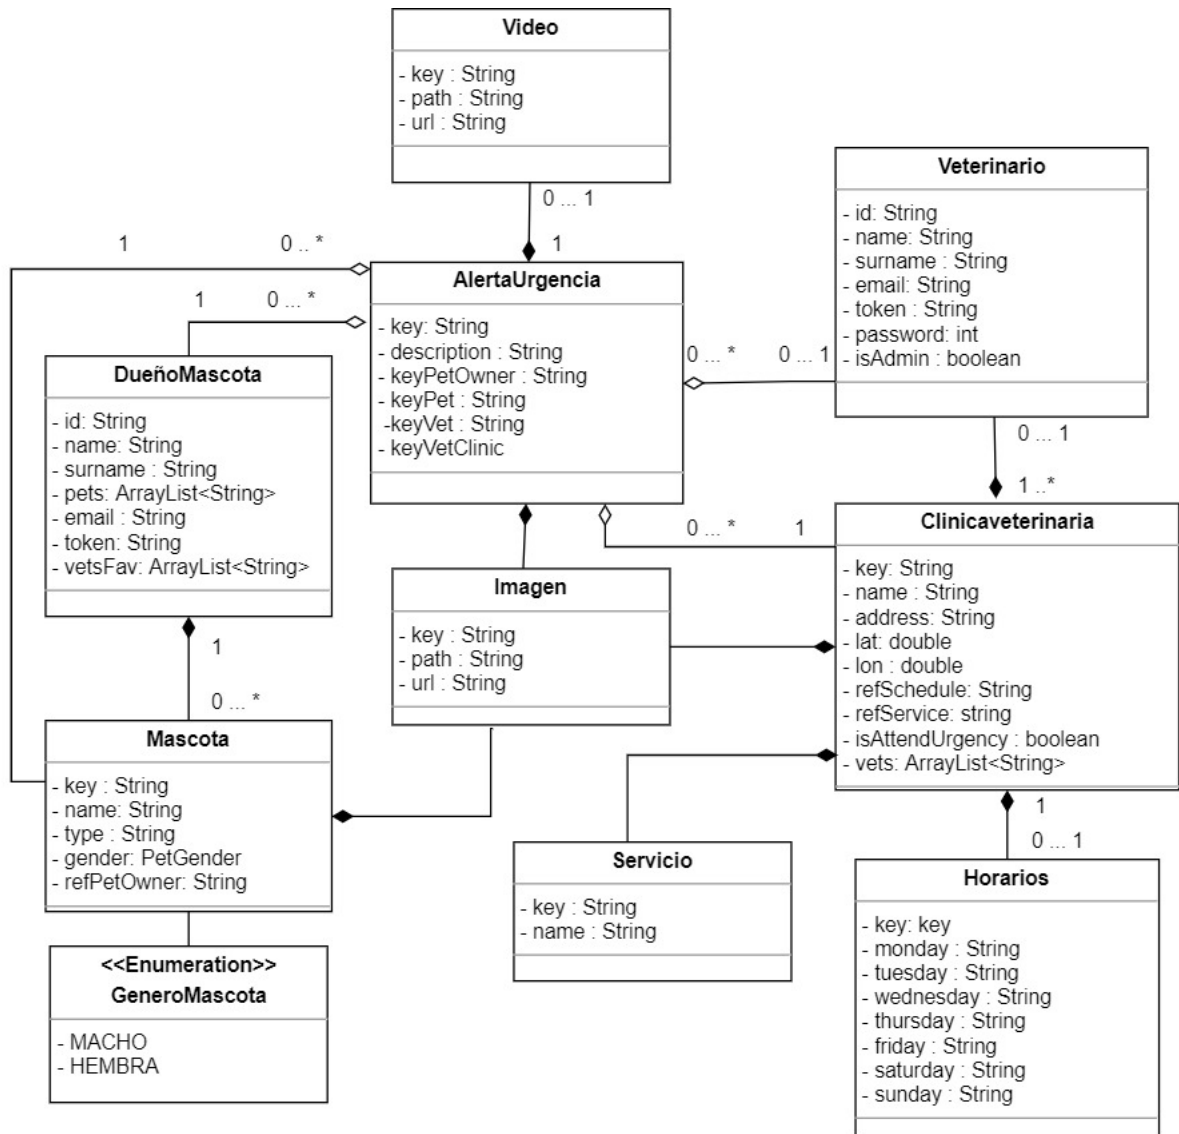 Video
- key : String
- path : String
- url : String
0 ... 1
1
Veterinario
- id: String
- name: String
- surname : String
- email: String
- token : String
- password: int
- isAdmin : boolean
1 0 .. *
1 0 ... *
AlertaUrgencia
- key: String
- description : String
- keyPetOwner : String
- keyPet : String
-keyVet : String
- keyVetClinic
0 ... * 0 ... 1
DueñoMascota
- id: String
- name: String
- surname : String
- pets: ArrayList<String>
- email : String
- token: String
- vetsFav: ArrayList<String>
0 ... 1
1 ..*
0 ... * 1
Clinicaveterinaria
- key: String
- name : String
- address: String
- lat: double
- lon : double
- refSchedule: String
- refService: string
- isAttendUrgency : boolean
- vets: ArrayList<String>
Imagen
- key : String
- path : String
- url : String
1
0 ... *
Mascota
- key : String
- name: String
- type : String
- gender: PetGender
- refPetOwner: String
1
0 ... 1
Servicio
- key : String
- name : String
Horarios
- key: key
- monday : String
- tuesday : String
- wednesday : String
- thursday : String
- friday : String
- saturday : String
- sunday : String
<<Enumeration>>
GeneroMascota
- MACHO
- HEMBRA